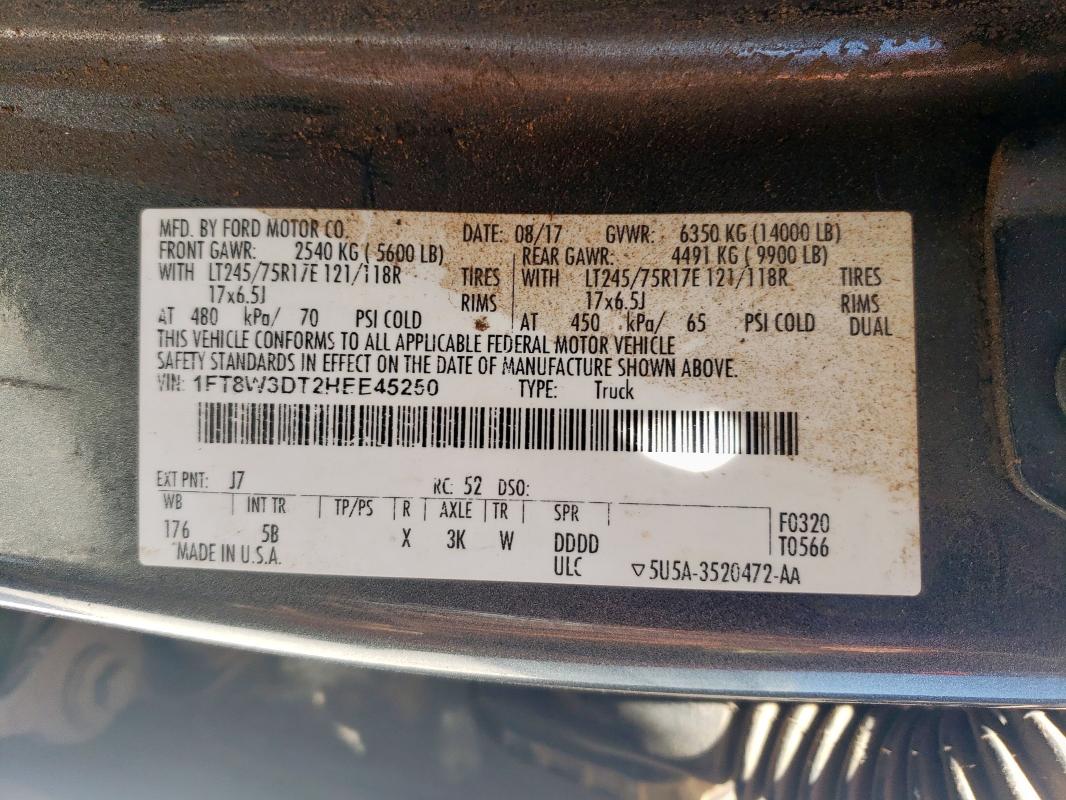 MFD. BY FORD MOTOR CO. DATE: 08/17 GVWR: 6350 KG (14000 LB)
FRONT GAWR: 2540 KG ( 5600 LB) REAR GAWR: 4491 KG ( 9900 LB)
WITH LT245/75R17E 121/118R TIRES WITH LT245/75R17E 121/118R TIRES
17x6.5J RIMS 17x6.5J RIMS
AT 480 kPa/ 70 PSI COLD AT 450 kPa/ 65 PSI COLD DUAL
THIS VEHICLE CONFORMS TO ALL APPLICABLE FEDERAL MOTOR VEHICLE
SAFETY STANDARDS IN EFFECT ON THE DATE OF MANUFACTURE SHOWN ABOVE.
VIN: 1FT8W3DT2HEE45250 TYPE: Truck
EXT PNT: J7 RC: 52 DSO:
WB INT TR TP/PS R AXLE TR SPR
176 5B X 3K W DDDD F0320
MADE IN U.S.A. ULC T0566
▽5U5A-3520472-AA